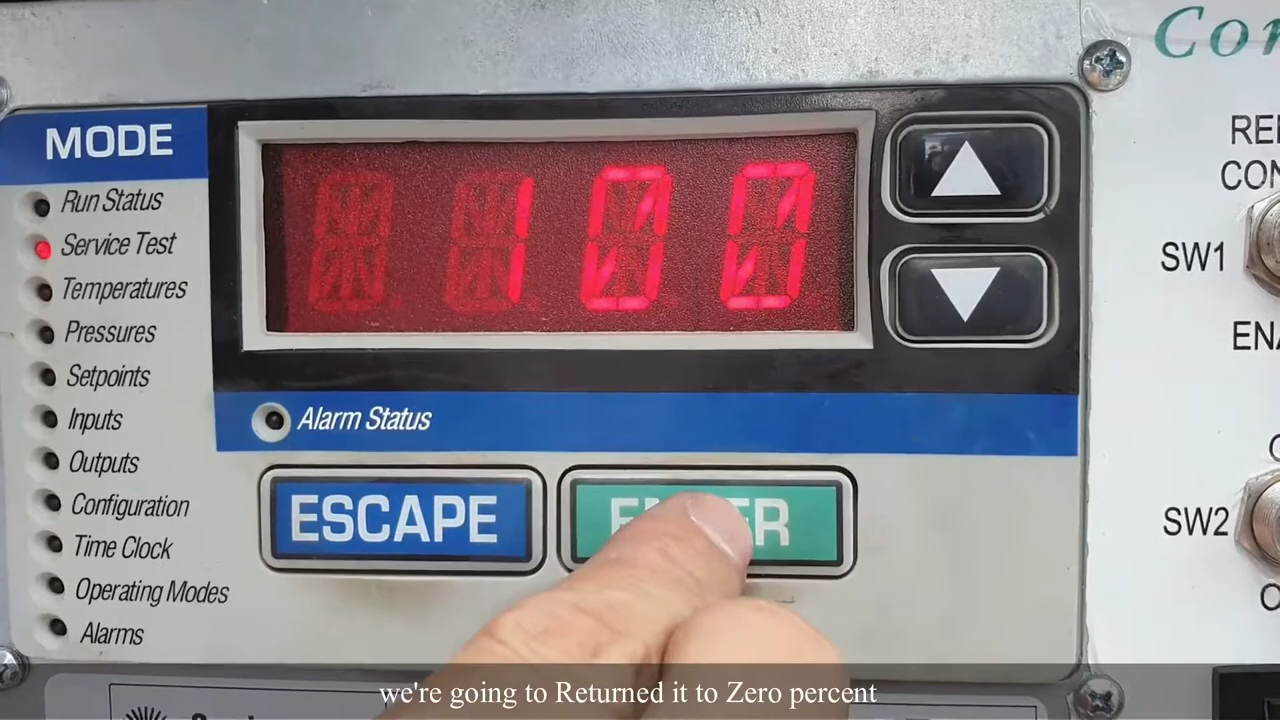 MODE
Run Status
Service Test
Temperatures
Pressures
Setpoints
Inputs
Outputs
Configuration
Time Clock
Operating Modes
Alarms
100
Alarm Status
ESCAPE
ENTER
SW1
SW2
we're going to Returned it to Zero percent